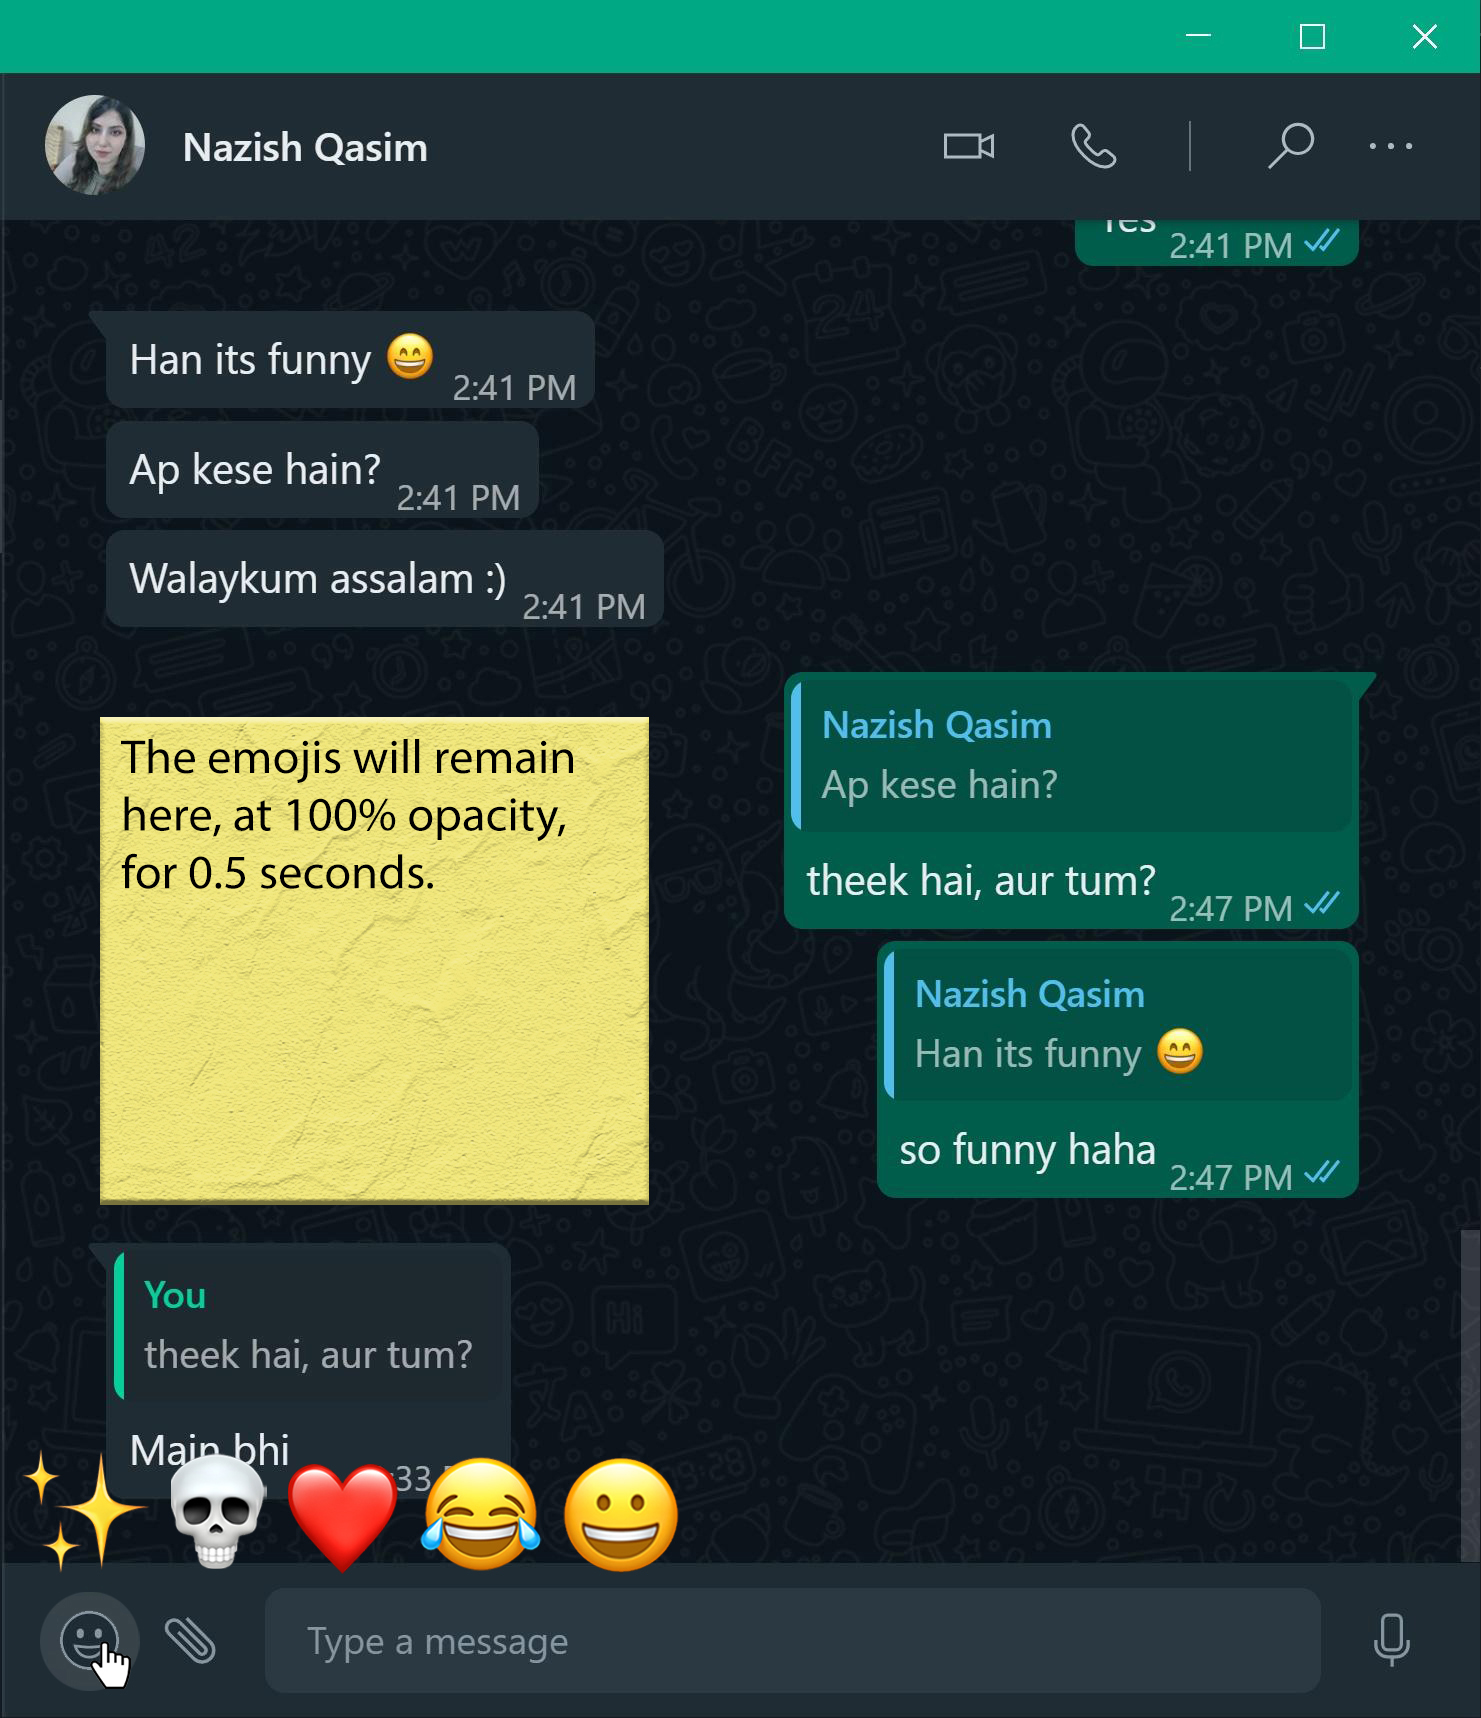 Nazish Qasim
Yes
2:41 PM
Han its funny 😄
2:41 PM
Ap kese hain?
2:41 PM
Walaykum assalam :)
2:41 PM
Nazish Qasim
Ap kese hain?
theek hai, aur tum?
2:47 PM
The emojis will remain
here, at 100% opacity,
for 0.5 seconds.
Nazish Qasim
Han its funny 😄
so funny haha
2:47 PM
You
theek hai, aur tum?
Main bhi
:33
Type a message